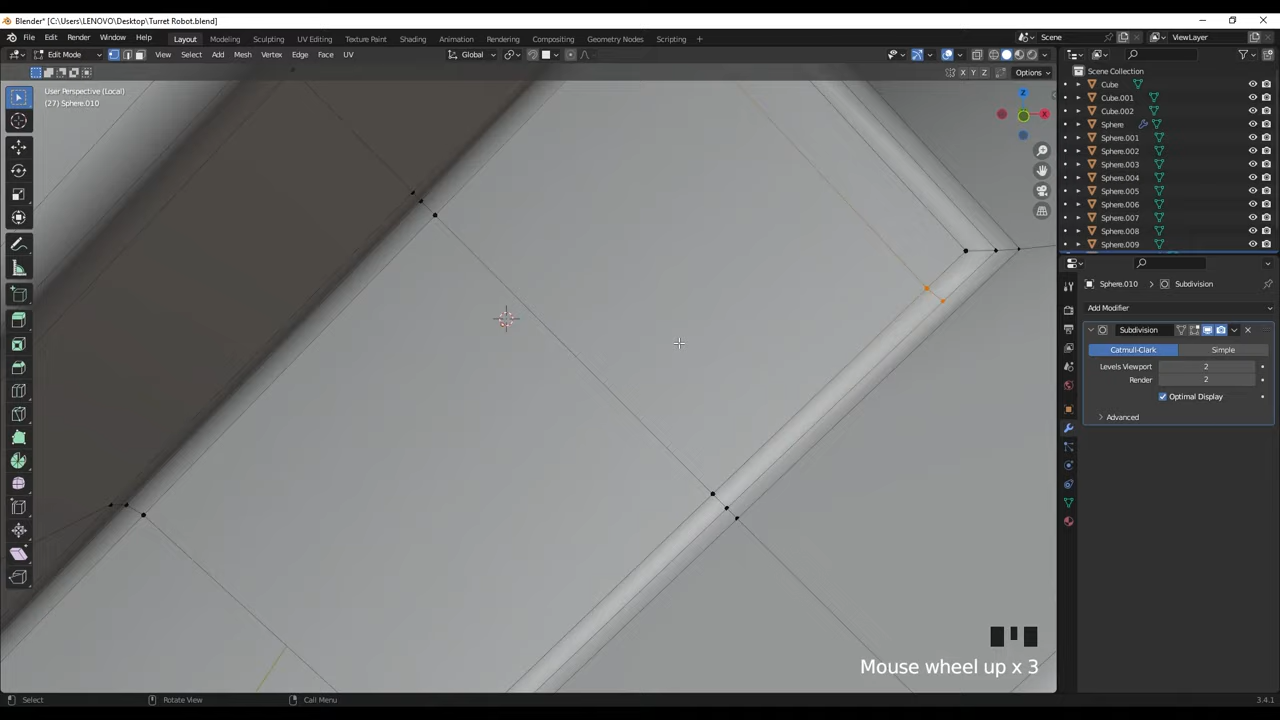 Blender* [C:\Users\LENOVO\Desktop\Turret Robot.blend]
File Edit Render Window Help Layout Modeling Sculpting UV Editing Texture Paint Shading Animation Rendering Compositing Geometry Nodes Scripting Scene ViewLayer
Edit Mode View Select Add Mesh Vertex Edge Face UV Global
X Y Z Options
User Perspective (Local)
(27) Sphere.010
Z
X
Scene Collection
Cube
Cube.001
Cube.002
Sphere
Sphere.001
Sphere.002
Sphere.003
Sphere.004
Sphere.005
Sphere.006
Sphere.007
Sphere.008
Sphere.009
Sphere.010 Subdivision
Add Modifier
Subdivision
Catmull-Clark Simple
Levels Viewport 2
Render 2
Optimal Display
Advanced
Mouse wheel up x 3
Select Rotate View Call Menu 3.4.1